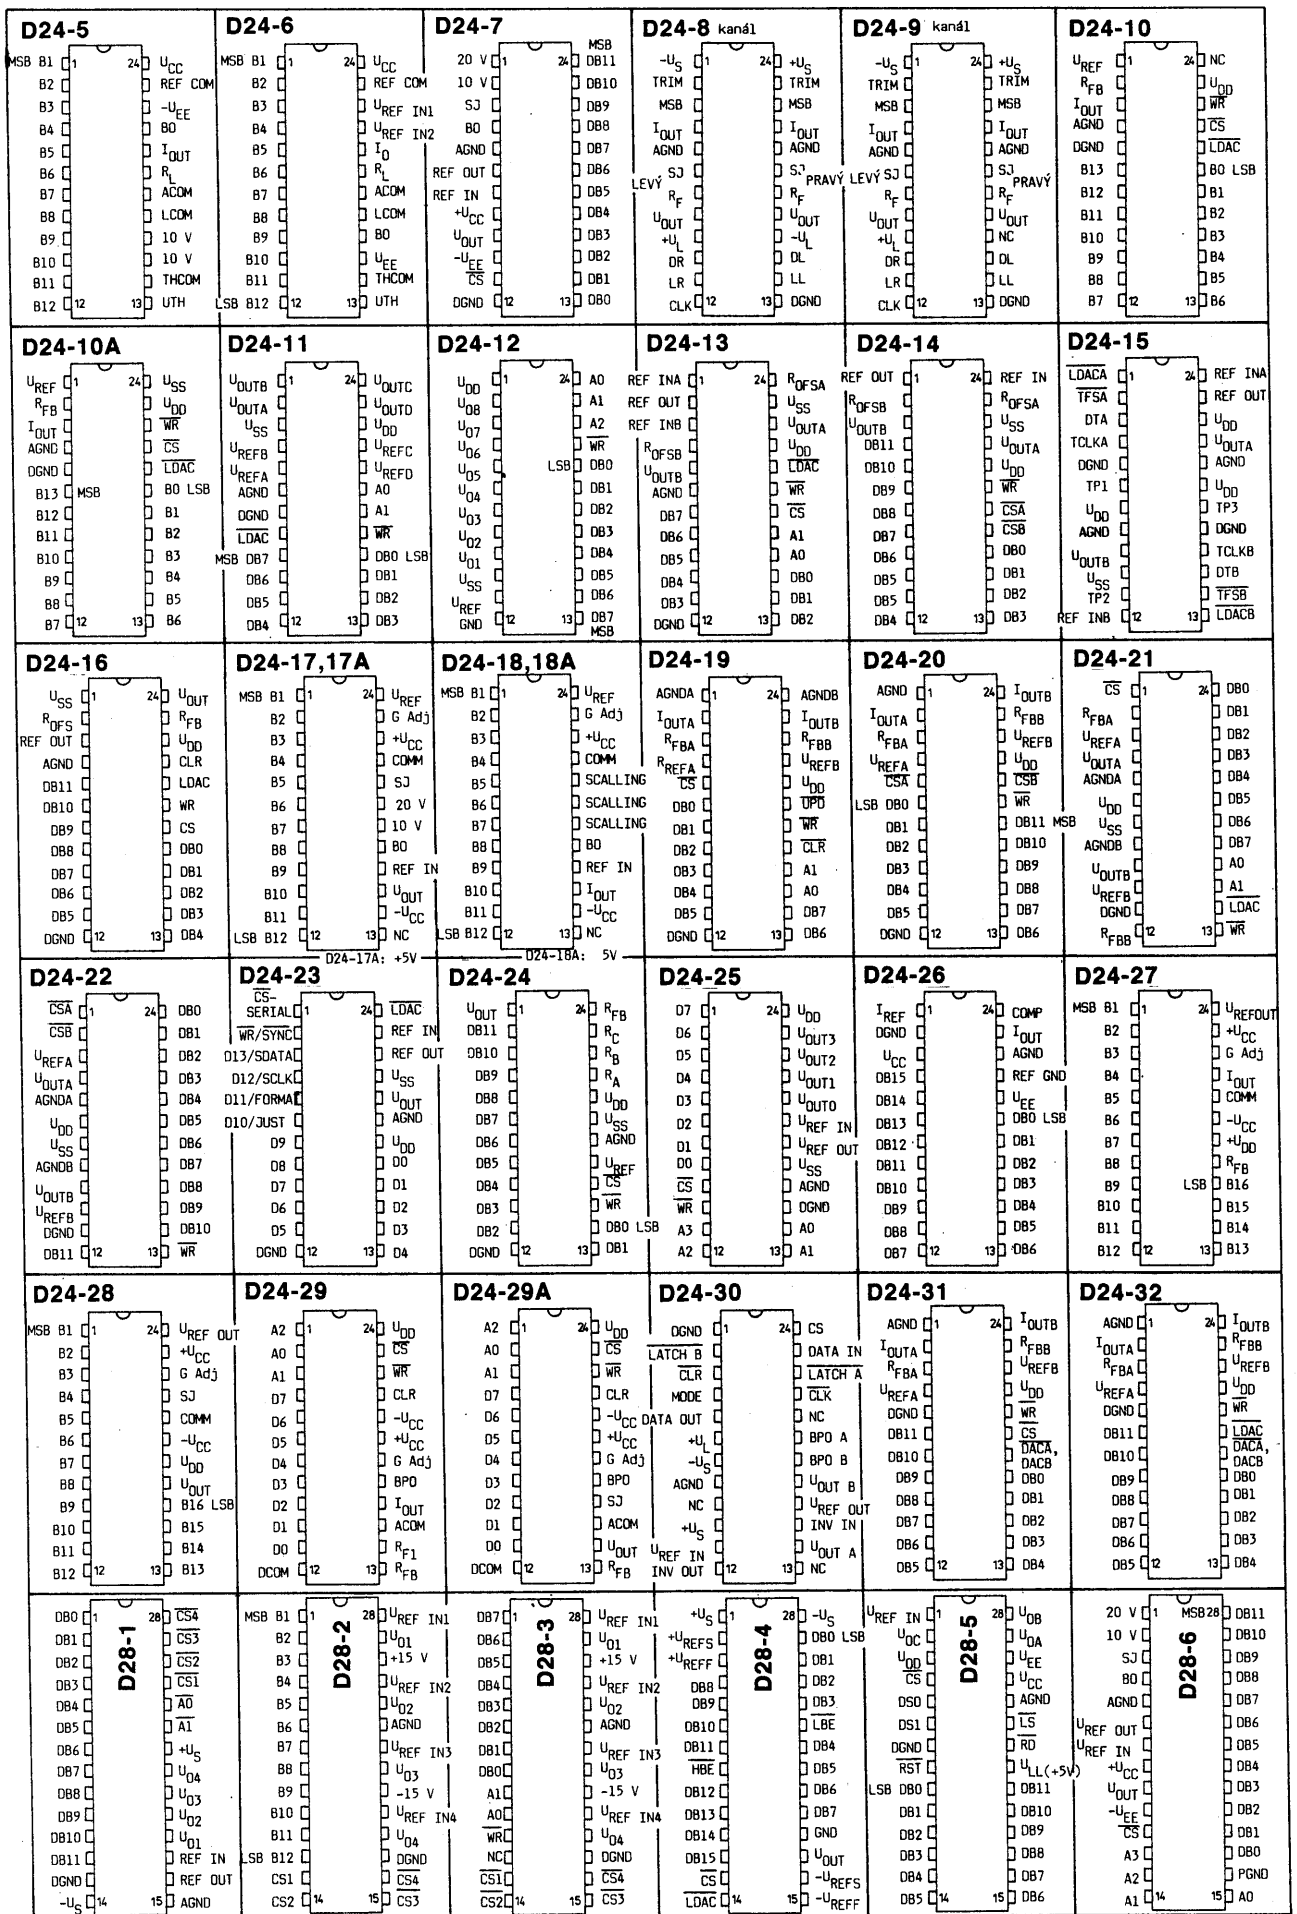 D24-5
MSB B1 1 24 UCC
B2 REF COM
B3 -UEE
B4 BO
B5 IOUT
B6 RL
B7 ACOM
B8 LCOM
B9 10 V
B10 10 V
B11 THCOM
B12 12 13 UTH
D24-6
MSB B1 1 24 UCC
B2 REF COM
B3 UREF IN1
B4 UREF IN2
B5 IO
B6 RL
B7 ACOM
B8 LCOM
B9 BO
B10 UEE
B11 THCOM
LSB B12 12 13 UTH
D24-7
MSB
20 V 1 24 DB11
10 V DB10
SJ DB9
BO DB8
AGND DB7
REF OUT DB6
REF IN DB5
+UCC DB4
UOUT DB3
-UEE DB2
CS DB1
DGND 12 13 DB0
D24-8 kanál
-US 1 24 +US
TRIM TRIM
MSB MSB
IOUT IOUT
AGND AGND
LEVÝ SJ SJ PRAVÝ
RF RF
UOUT UOUT
+UL -UL
DR DL
LR LL
CLK 12 13 DGND
D24-9 kanál
-US 1 24 +US
TRIM TRIM
MSB MSB
IOUT IOUT
AGND AGND
LEVÝ SJ SJ PRAVÝ
RF RF
UOUT UOUT
+UL NC
DR DL
LR LL
CLK 12 13 DGND
D24-10
UREF 1 24 NC
RFB UDD
IOUT WR
AGND CS
DGND LDAC
B13 B0 LSB
B12 B1
B11 B2
B10 B3
B9 B4
B8 B5
B7 12 13 B6
D24-10A
UREF 1 24 USS
RFB UDD
IOUT WR
AGND CS
DGND LDAC
B13 MSB B0 LSB
B12 B1
B11 B2
B10 B3
B9 B4
B8 B5
B7 12 13 B6
D24-11
UOUTB 1 24 UOUTC
UOUTA UOUTD
USS UDD
UREFB UREFC
UREFA UREFD
AGND A0
DGND A1
LDAC WR
MSB DB7 DB0 LSB
DB6 DB1
DB5 DB2
DB4 12 13 DB3
D24-12
UDD 1 24 A0
UO8 A1
UO7 A2
UO6 WR
UO5 LSB DB0
UO4 DB1
UO3 DB2
UO2 DB3
UO1 DB4
USS DB5
UREF DB6
GND 12 13 DB7
MSB
D24-13
REF INA 1 24 ROFSA
REF OUT USS
REF INB UOUTA
ROFSB UDD
UOUTB LDAC
AGND WR
DB7 CS
DB6 A1
DB5 A0
DB4 DB0
DB3 DB1
DGND 12 13 DB2
D24-14
REF OUT 1 24 REF IN
ROFSB ROFSA
UOUTB USS
DB11 UOUTA
DB10 UDD
DB9 WR
DB8 CSA
DB7 CSB
DB6 DB0
DB5 DB1
DB5 DB2
DB4 12 13 DB3
D24-15
LDACA 1 24 REF INA
TFSA REF OUT
DTA UDD
TCLKA UOUTA
DGND AGND
TP1 UDD
UDD TP3
AGND DGND
UOUTB TCLKB
USS DTB
TP2 TFSB
REF INB 12 13 LDACB
D24-16
USS 1 24 UOUT
ROFS RFB
REF OUT UDD
AGND CLR
DB11 LDAC
DB10 WR
DB9 CS
DB8 DB0
DB7 DB1
DB6 DB2
DB5 DB3
DGND 12 13 DB4
D24-17,17A
MSB B1 1 24 UREF
B2 G Adj
B3 +UCC
B4 COMM
B5 SJ
B6 20 V
B7 10 V
B8 BO
B9 REF IN
B10 UOUT
B11 -UCC
LSB B12 12 13 NC
D24-17A: +5V
D24-18,18A
MSB B1 1 24 UREF
B2 G Adj
B3 +UCC
B4 COMM
B5 SCALLING
B6 SCALLING
B7 SCALLING
B8 BO
B9 REF IN
B10 IOUT
B11 -UCC
LSB B12 12 13 NC
D24-18A: 5V
D24-19
AGNDA 1 24 AGNDB
IOUTA IOUTB
RFBA RFBB
RREFA UREFB
CS UDD
DB0 UPD
DB1 WR
DB2 CLR
DB3 A1
DB4 A0
DB5 DB7
DGND 12 13 DB6
D24-20
AGND 1 24 IOUTB
IOUTA RFBB
RFBA UREFB
UREFA UDD
CSA CSB
LSB DB0 WR
DB1 DB11 MSB
DB2 DB10
DB3 DB9
DB4 DB8
DB5 DB7
DGND 12 13 DB6
D24-21
CS 1 24 DB0
RFBA DB1
UREFA DB2
UOUTA DB3
AGNDA DB4
UDD DB5
USS DB6
AGNDB DB7
UOUTB A0
UREFB A1
DGND LDAC
RFBB 12 13 WR
D24-22
CSA 1 24 DB0
CSB DB1
UREFA DB2
UOUTA DB3
AGNDA DB4
UDD DB5
USS DB6
AGNDB DB7
UOUTB DB8
UREFB DB9
DGND DB10
DB11 12 13 WR
D24-23
CS-
SERIAL 1 24 LDAC
WR/SYNC REF IN
D13/SDATA REF OUT
D12/SCLK USS
D11/FORMAT UOUT
D10/JUST AGND
D9 UDD
D8 D0
D7 D1
D6 D2
D5 D3
DGND 12 13 D4
D24-24
UOUT 1 24 RFB
DB11 RC
DB10 RB
DB9 RA
DB8 UDD
DB7 USS
DB6 AGND
DB5 UREF
DB4 CS
DB3 WR
DB2 DB0 LSB
DGND 12 13 DB1
D24-25
D7 1 24 UDD
D6 UOUT3
D5 UOUT2
D4 UOUT1
D3 UOUT0
D2 UREF IN
D1 UREF OUT
D0 USS
CS AGND
WR DGND
A3 A0
A2 12 13 A1
D24-26
IREF 1 24 COMP
DGND IOUT
UCC AGND
DB15 REF GND
DB14 UEE
DB13 DB0 LSB
DB12 DB1
DB11 DB2
DB10 DB3
DB9 DB4
DB8 DB5
DB7 12 13 DB6
D24-27
MSB B1 1 24 UREFOUT
B2 +UCC
B3 G Adj
B4 IOUT
B5 COMM
B6 -UCC
B7 +UDD
B8 RFB
B9 LSB B16
B10 B15
B11 B14
B12 12 13 B13
D24-28
MSB B1 1 24 UREF OUT
B2 +UCC
B3 G Adj
B4 SJ
B5 COMM
B6 -UCC
B7 UDD
B8 UOUT
B9 B16 LSB
B10 B15
B11 B14
B12 12 13 B13
D24-29
A2 1 24 UDD
A0 CS
A1 WR
D7 CLR
D6 -UCC
D5 +UCC
D4 G Adj
D3 BPO
D2 IOUT
D1 ACOM
D0 RF1
DCOM 12 13 RFB
D24-29A
A2 1 24 UDD
A0 CS
A1 WR
D7 CLR
D6 -UCC
D5 +UCC
D4 G Adj
D3 BPO
D2 SJ
D1 ACOM
D0 UOUT
DCOM 12 13 RFB
D24-30
DGND 1 24 CS
LATCH B DATA IN
CLR LATCH A
MODE CLK
DATA OUT NC
+UL BPO A
-US BPO B
AGND UOUT B
NC UREF OUT
+US INV IN
UREF IN UOUT A
INV OUT 12 13 NC
D24-31
AGND 1 24 IOUTB
IOUTA RFBB
RFBA UREFB
UREFA UDD
DGND WR
DB11 CS
DB10 DACA, DACB
DB9 DB0
DB8 DB1
DB7 DB2
DB6 DB3
DB5 12 13 DB4
D24-32
AGND 1 24 IOUTB
IOUTA RFBB
RFBA UREFB
UREFA UDD
DGND WR
DB11 LDAC
DB10 DACA, DACB
DB9 DB0
DB8 DB1
DB7 DB2
DB6 DB3
DB5 12 13 DB4
D28-1
DB0 1 28 CS4
DB1 CS3
DB2 CS2
DB3 CS1
DB4 A0
DB5 A1
DB6 +US
DB7 UO4
DB8 UO3
DB9 UO2
DB10 UO1
DB11 REF IN
DGND REF OUT
-US 14 15 AGND
D28-2
MSB B1 1 28 UREF IN1
B2 UO1
B3 +15 V
B4 UREF IN2
B5 UO2
B6 AGND
B7 UREF IN3
B8 UO3
B9 -15 V
B10 UREF IN4
B11 UO4
LSB B12 DGND
CS1 CS4
CS2 14 15 CS3
D28-3
DB7 1 28 UREF IN1
DB6 UO1
DB5 +15 V
DB4 UREF IN2
DB3 UO2
DB2 AGND
DB1 UREF IN3
DB0 UO3
A1 -15 V
A0 UREF IN4
WR UO4
NC DGND
CS1 CS4
CS2 14 15 CS3
D28-4
+US 1 28 -US
+UREFS DB0 LSB
+UREFF DB1
DB8 DB2
DB9 DB3
DB10 LBE
DB11 DB4
HBE DB5
DB12 DB6
DB13 DB7
DB14 GND
DB15 UOUT
CS -UREFS
LDAC 14 15 -UREFF
D28-5
UREF IN 1 28 UOB
UOC UOA
UOD UEE
CS UCC
DS0 AGND
DS1 LS
DGND RD
RST ULL(+5V)
LSB DB0 DB11
DB1 DB10
DB2 DB9
DB3 DB8
DB4 DB7
DB5 14 15 DB6
D28-6
20 V 1 MSB 28 DB11
10 V DB10
SJ DB9
BO DB8
AGND DB7
UREF OUT DB6
UREF IN DB5
+UCC DB4
UOUT DB3
-UEE DB2
CS DB1
A3 DB0
A2 PGND
A1 14 15 A0